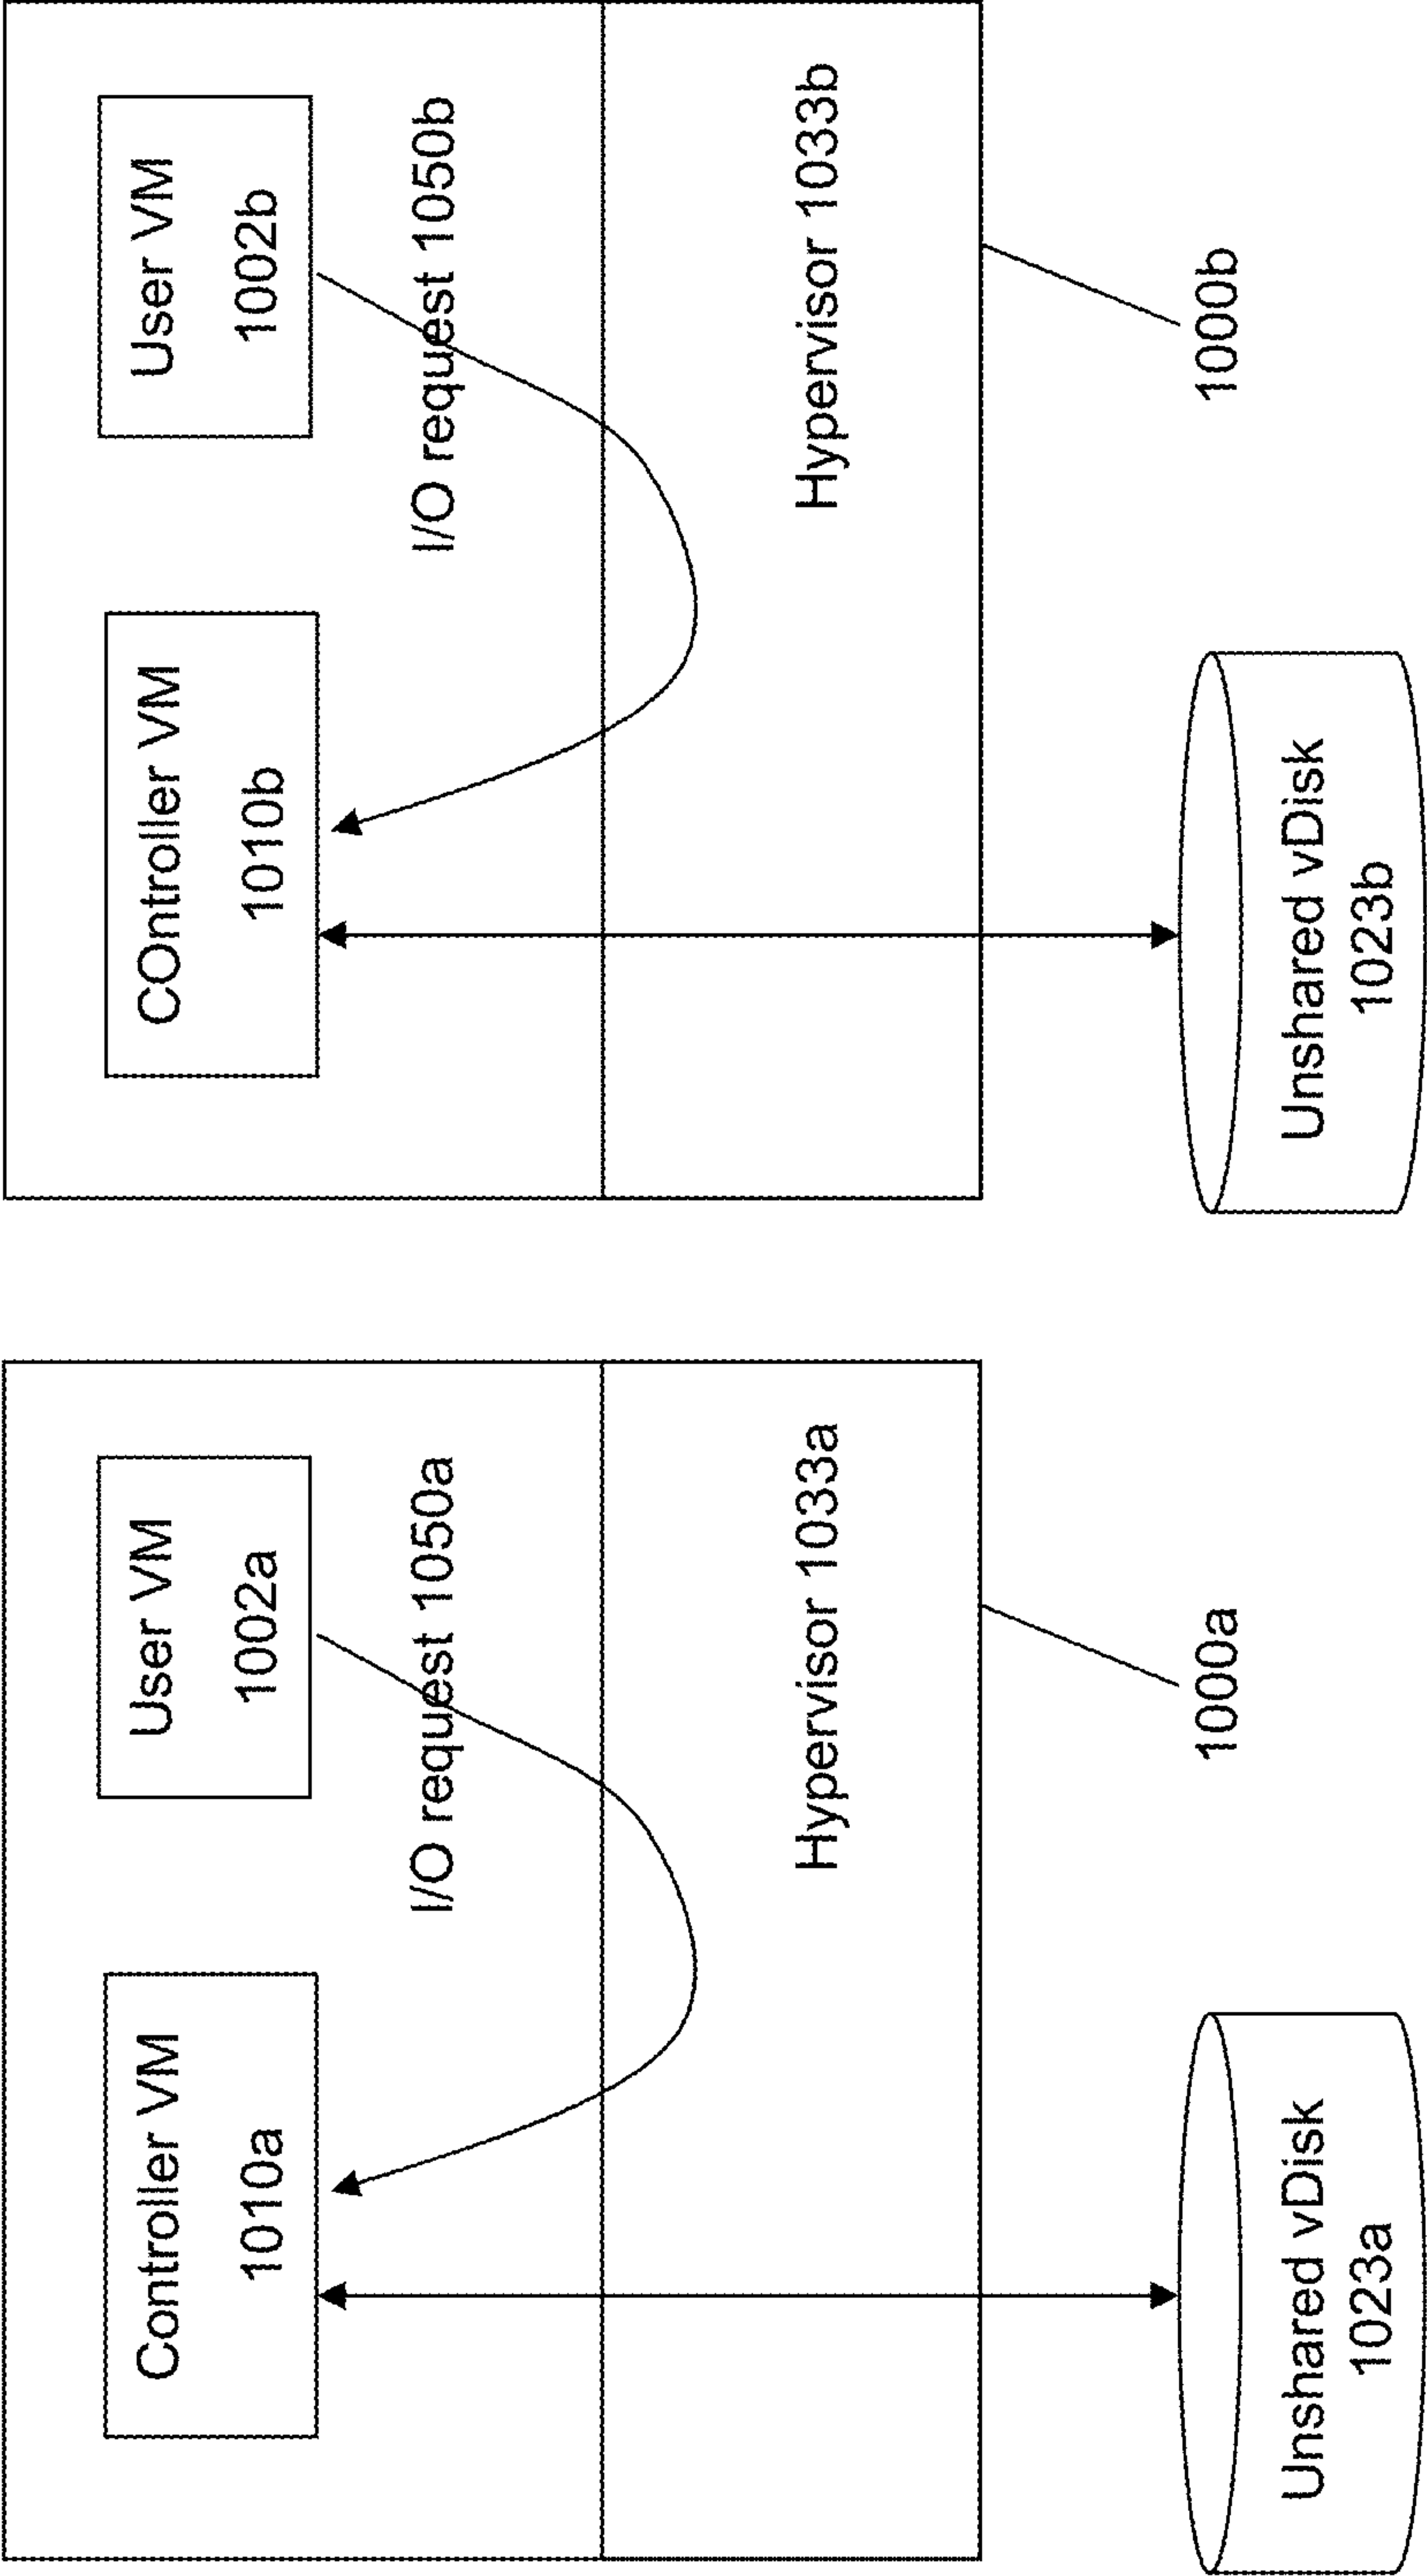 Controller VM
1010a
User VM
1002a
I/O request 1050a
Hypervisor 1033a
1000a
Unshared vDisk
1023a
COntroller VM
1010b
User VM
1002b
I/O request 1050b
Hypervisor 1033b
1000b
Unshared vDisk
1023b